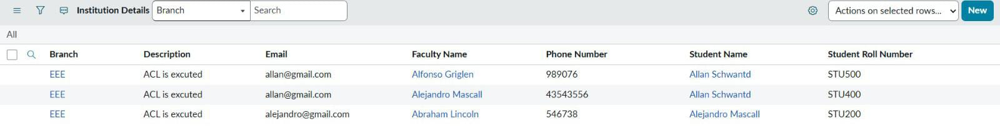 Institution Details Branch Search Actions on selected rows... New
All
Branch Description Email Faculty Name Phone Number Student Name Student Roll Number
EEE ACL is excuted allan@gmail.com Alfonso Griglen 989076 Allan Schwantd STU500
EEE ACL is excuted allan@gmail.com Alejandro Mascall 43543556 Allan Schwantd STU400
EEE ACL is excuted alejandro@gmail.com Abraham Lincoln 546738 Alejandro Mascall STU200